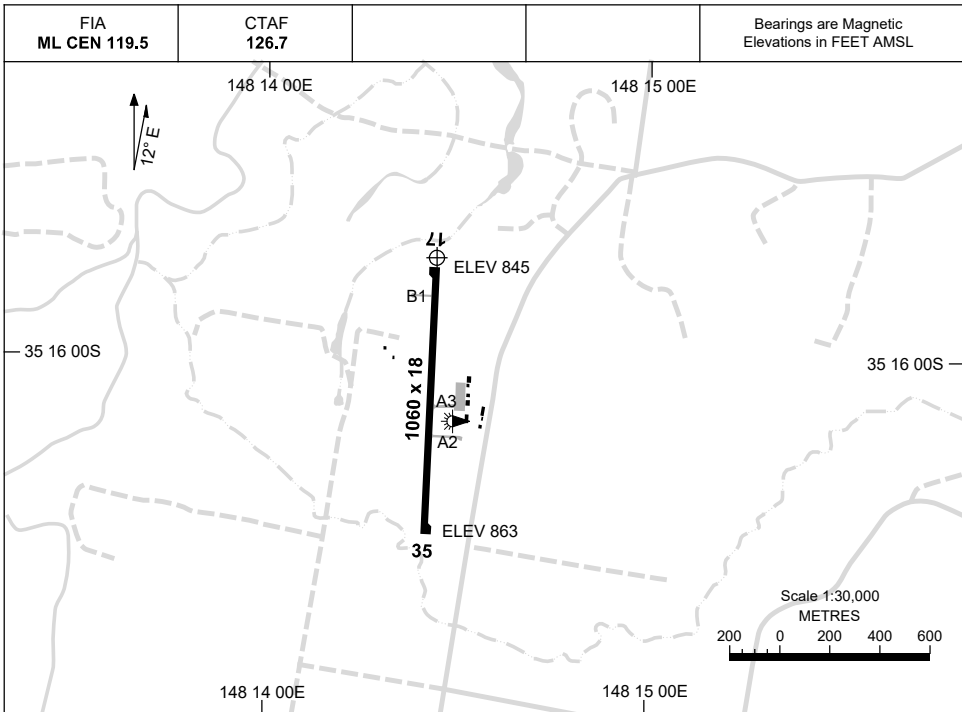 FIA
ML CEN 119.5
CTAF
126.7
Bearings are Magnetic
Elevations in FEET AMSL
148 14 00E
148 15 00E
12° E
17
ELEV 845
B1
35 16 00S
35 16 00S
1060 x 18
A3
A2
ELEV 863
35
Scale 1:30,000
METRES
200 0 200 400 600
148 14 00E
148 15 00E